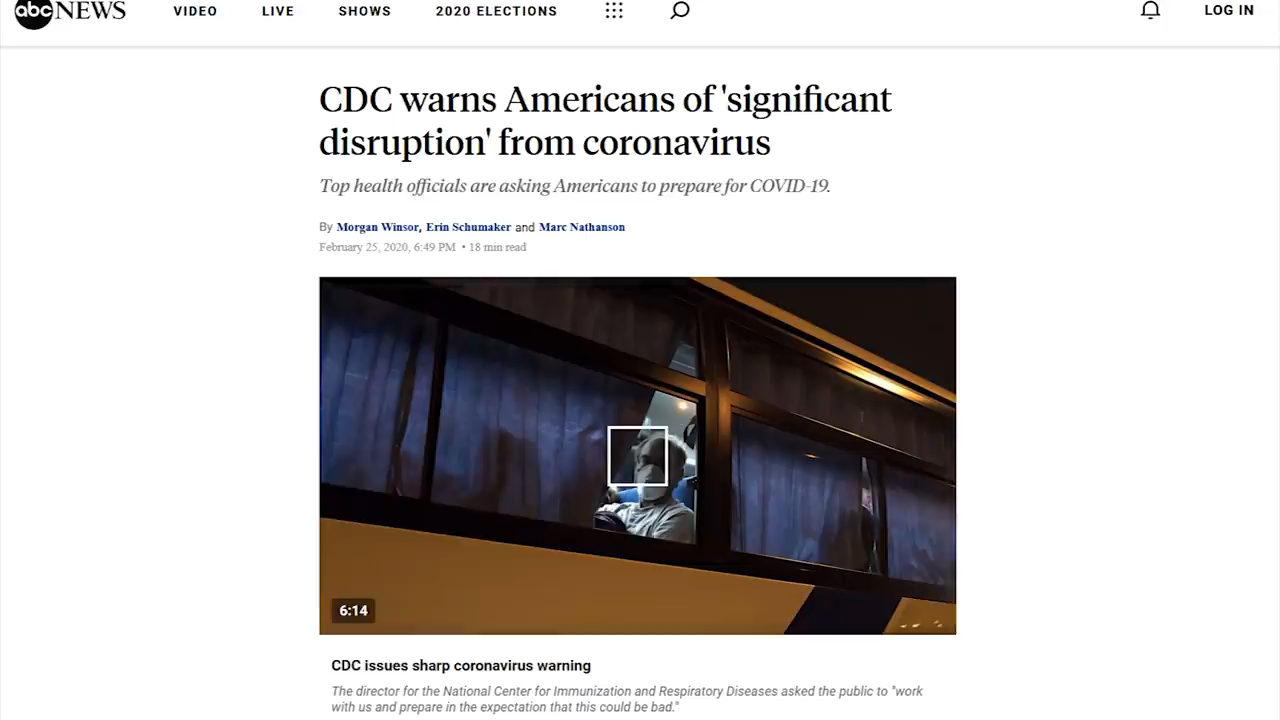 abc NEWS VIDEO LIVE SHOWS 2020 ELECTIONS LOG IN
CDC warns Americans of 'significant
disruption' from coronavirus
Top health officials are asking Americans to prepare for COVID-19.
By Morgan Winsor, Erin Schumaker and Marc Nathanson
February 25, 2020, 6:49 PM • 18 min read
6:14
CDC issues sharp coronavirus warning
The director for the National Center for Immunization and Respiratory Diseases asked the public to "work
with us and prepare in the expectation that this could be bad."